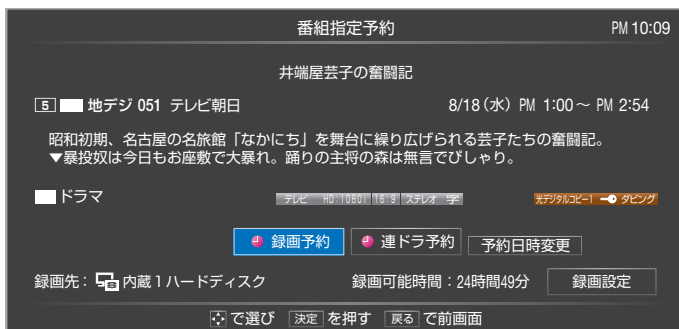 番組指定予約 PM 10:09
井端屋芸子の奮闘記
5 地デジ 051 テレビ朝日 8/18(水) PM 1:00～ PM 2:54
昭和初期、名古屋の名旅館「なかにち」を舞台に繰り広げられる芸子たちの奮闘記。
▼暴投奴は今日もお座敷で大暴れ。踊りの主将の森は無言でぴしゃり。
ドラマ テレビ HD:1080I 16:9 ステレオ 字 光デジタルコピー1 ダビング
録画予約 連ドラ予約 予約日時変更
録画先： 内蔵1ハードディスク 録画可能時間：24時間49分 録画設定
で選び 決定 を押す 戻る で前画面